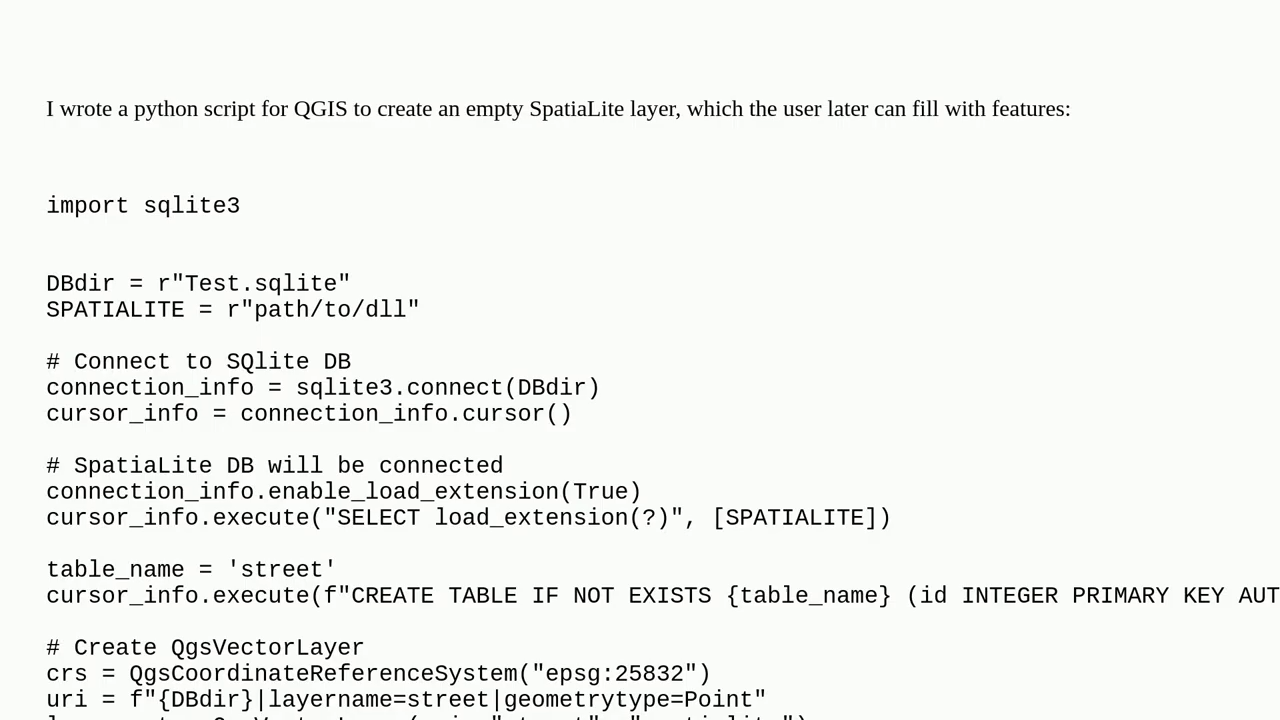 I wrote a python script for QGIS to create an empty SpatiaLite layer, which the user later can fill with features:
import sqlite3
DBdir = r"Test.sqlite"
SPATIALITE = r"path/to/dll"
# Connect to SQlite DB
connection_info = sqlite3.connect(DBdir)
cursor_info = connection_info.cursor()
# SpatiaLite DB will be connected
connection_info.enable_load_extension(True)
cursor_info.execute("SELECT load_extension(?)", [SPATIALITE])
table_name = 'street'
cursor_info.execute(f"CREATE TABLE IF NOT EXISTS {table_name} (id INTEGER PRIMARY KEY AUT
# Create QgsVectorLayer
crs = QgsCoordinateReferenceSystem("epsg:25832")
uri = f"{DBdir}|layername=street|geometrytype=Point"